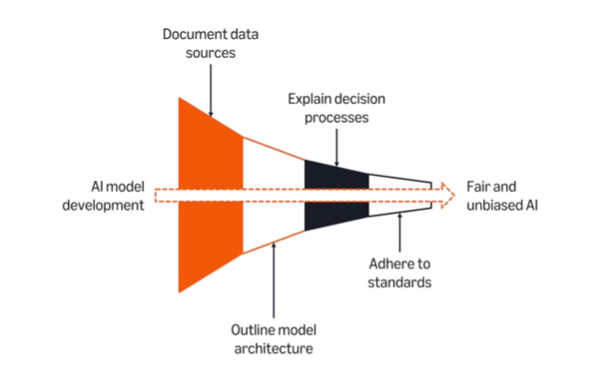 Document data
sources
Explain decision
processes
AI model
development
Fair and
unbiased AI
Adhere to
standards
Outline model
architecture